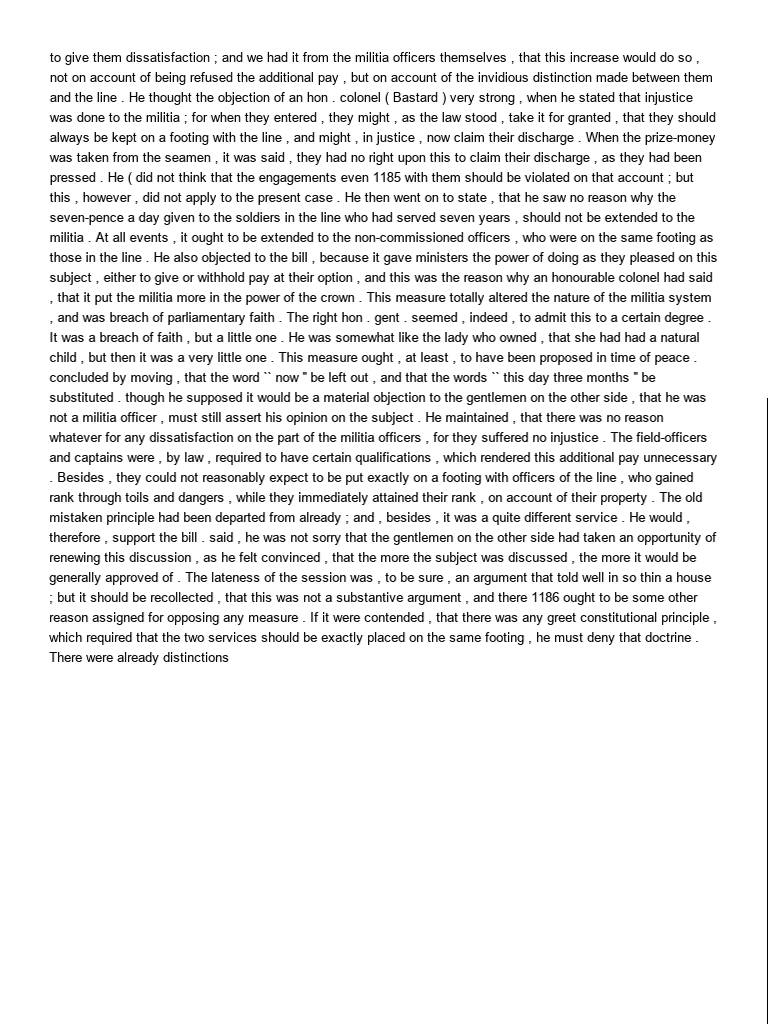 to give them dissatisfaction ; and we had it from the militia officers themselves , that this increase would do so ,
not on account of being refused the additional pay , but on account of the invidious distinction made between them
and the line . He thought the objection of an hon . colonel ( Bastard ) very strong , when he stated that injustice
was done to the militia ; for when they entered , they might , as the law stood , take it for granted , that they should
always be kept on a footing with the line , and might , in justice , now claim their discharge . When the prize-money
was taken from the seamen , it was said , they had no right upon this to claim their discharge , as they had been
pressed . He ( did not think that the engagements even 1185 with them should be violated on that account ; but
this , however , did not apply to the present case . He then went on to state , that he saw no reason why the
seven-pence a day given to the soldiers in the line who had served seven years , should not be extended to the
militia . At all events , it ought to be extended to the non-commissioned officers , who were on the same footing as
those in the line . He also objected to the bill , because it gave ministers the power of doing as they pleased on this
subject , either to give or withhold pay at their option , and this was the reason why an honourable colonel had said
, that it put the militia more in the power of the crown . This measure totally altered the nature of the militia system
, and was breach of parliamentary faith . The right hon . gent . seemed , indeed , to admit this to a certain degree .
It was a breach of faith , but a little one . He was somewhat like the lady who owned , that she had had a natural
child , but then it was a very little one . This measure ought , at least , to have been proposed in time of peace .
concluded by moving , that the word `` now '' be left out , and that the words `` this day three months '' be
substituted . though he supposed it would be a material objection to the gentlemen on the other side , that he was
not a militia officer , must still assert his opinion on the subject . He maintained , that there was no reason
whatever for any dissatisfaction on the part of the militia officers , for they suffered no injustice . The field-officers
and captains were , by law , required to have certain qualifications , which rendered this additional pay unnecessary
. Besides , they could not reasonably expect to be put exactly on a footing with officers of the line , who gained
rank through toils and dangers , while they immediately attained their rank , on account of their property . The old
mistaken principle had been departed from already ; and , besides , it was a quite different service . He would ,
therefore , support the bill . said , he was not sorry that the gentlemen on the other side had taken an opportunity of
renewing this discussion , as he felt convinced , that the more the subject was discussed , the more it would be
generally approved of . The lateness of the session was , to be sure , an argument that told well in so thin a house
; but it should be recollected , that this was not a substantive argument , and there 1186 ought to be some other
reason assigned for opposing any measure . If it were contended , that there was any greet constitutional principle ,
which required that the two services should be exactly placed on the same footing , he must deny that doctrine .
There were already distinctions